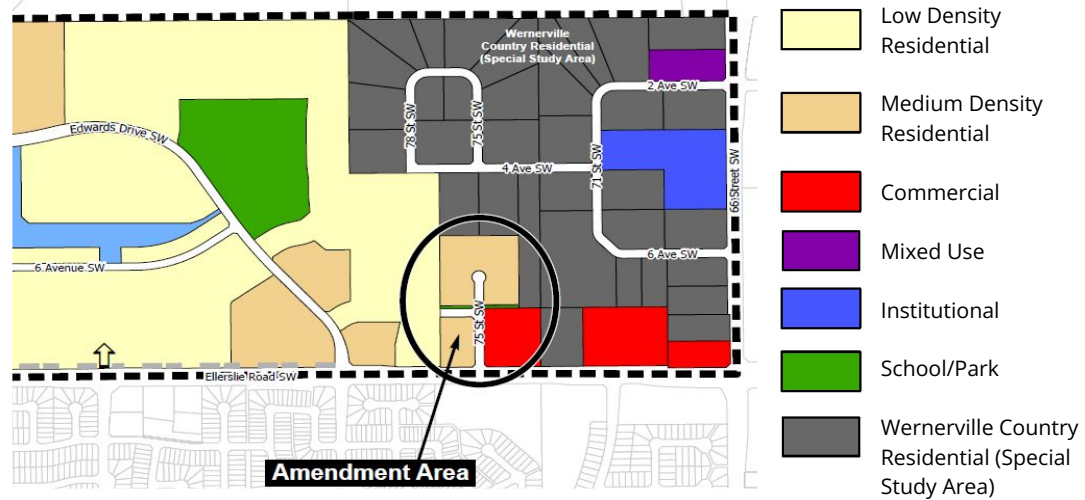 Wernerville
Country Residential
(Special Study Area)
2 Ave SW
Edwards Drive SW
78 St SW
75 St SW
71 St SW
4 Ave SW
66 Street SW
6 Avenue SW
6 Ave SW
75 St SW
Ellerslie Road SW
Amendment Area
Low Density
Residential
Medium Density
Residential
Commercial
Mixed Use
Institutional
School/Park
Wernerville Country
Residential (Special
Study Area)